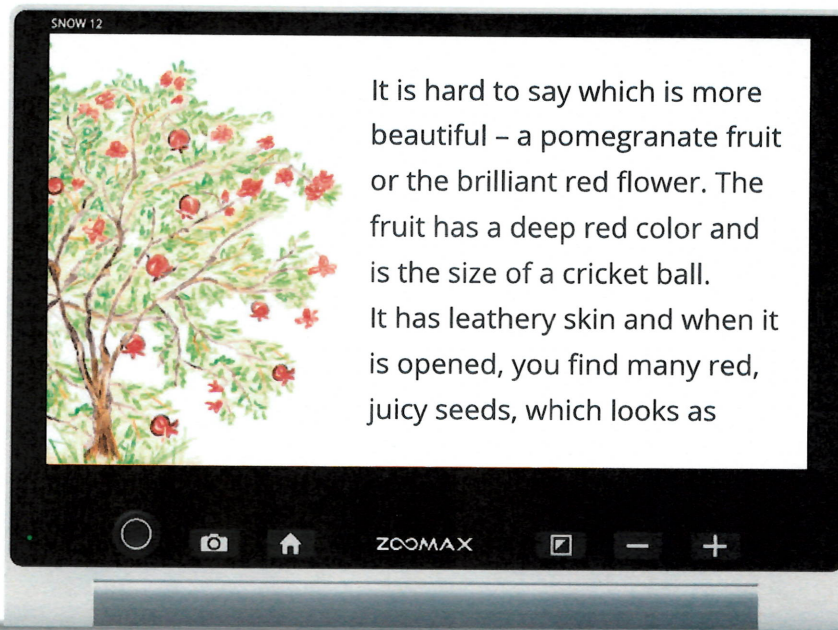 SNOW 12
It is hard to say which is more
beautiful – a pomegranate fruit
or the brilliant red flower. The
fruit has a deep red color and
is the size of a cricket ball.
It has leathery skin and when it
is opened, you find many red,
juicy seeds, which looks as
ZOOMAX